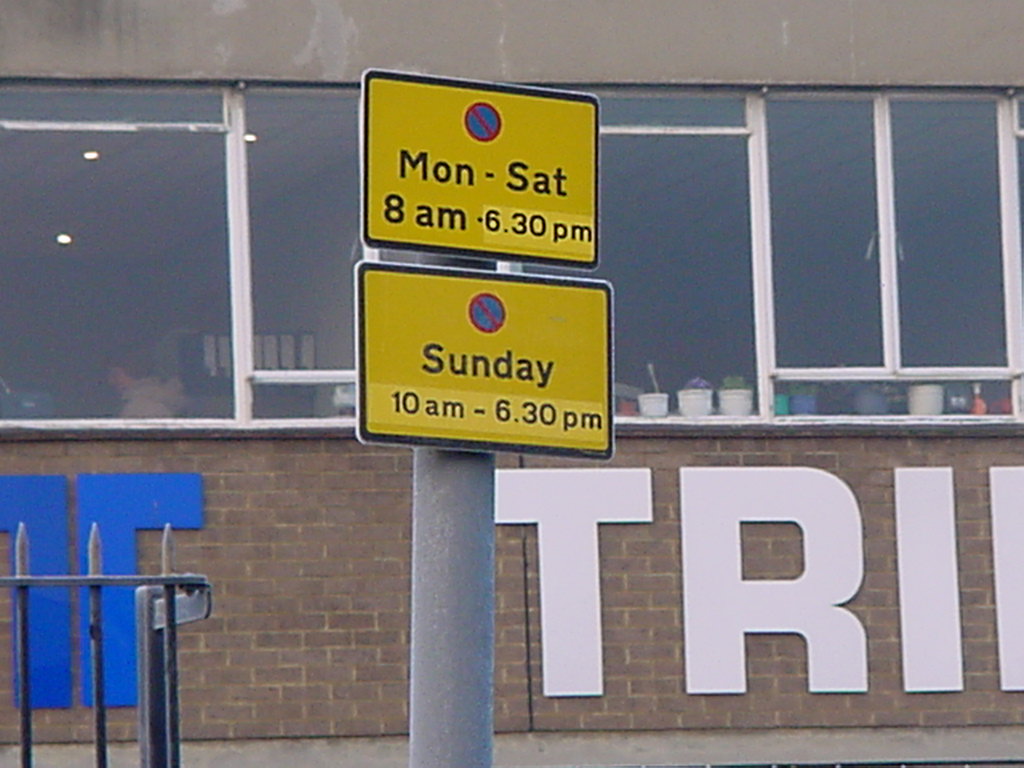 Mon - Sat
8 am - 6.30 pm
Sunday
10 am - 6.30 pm
TRI